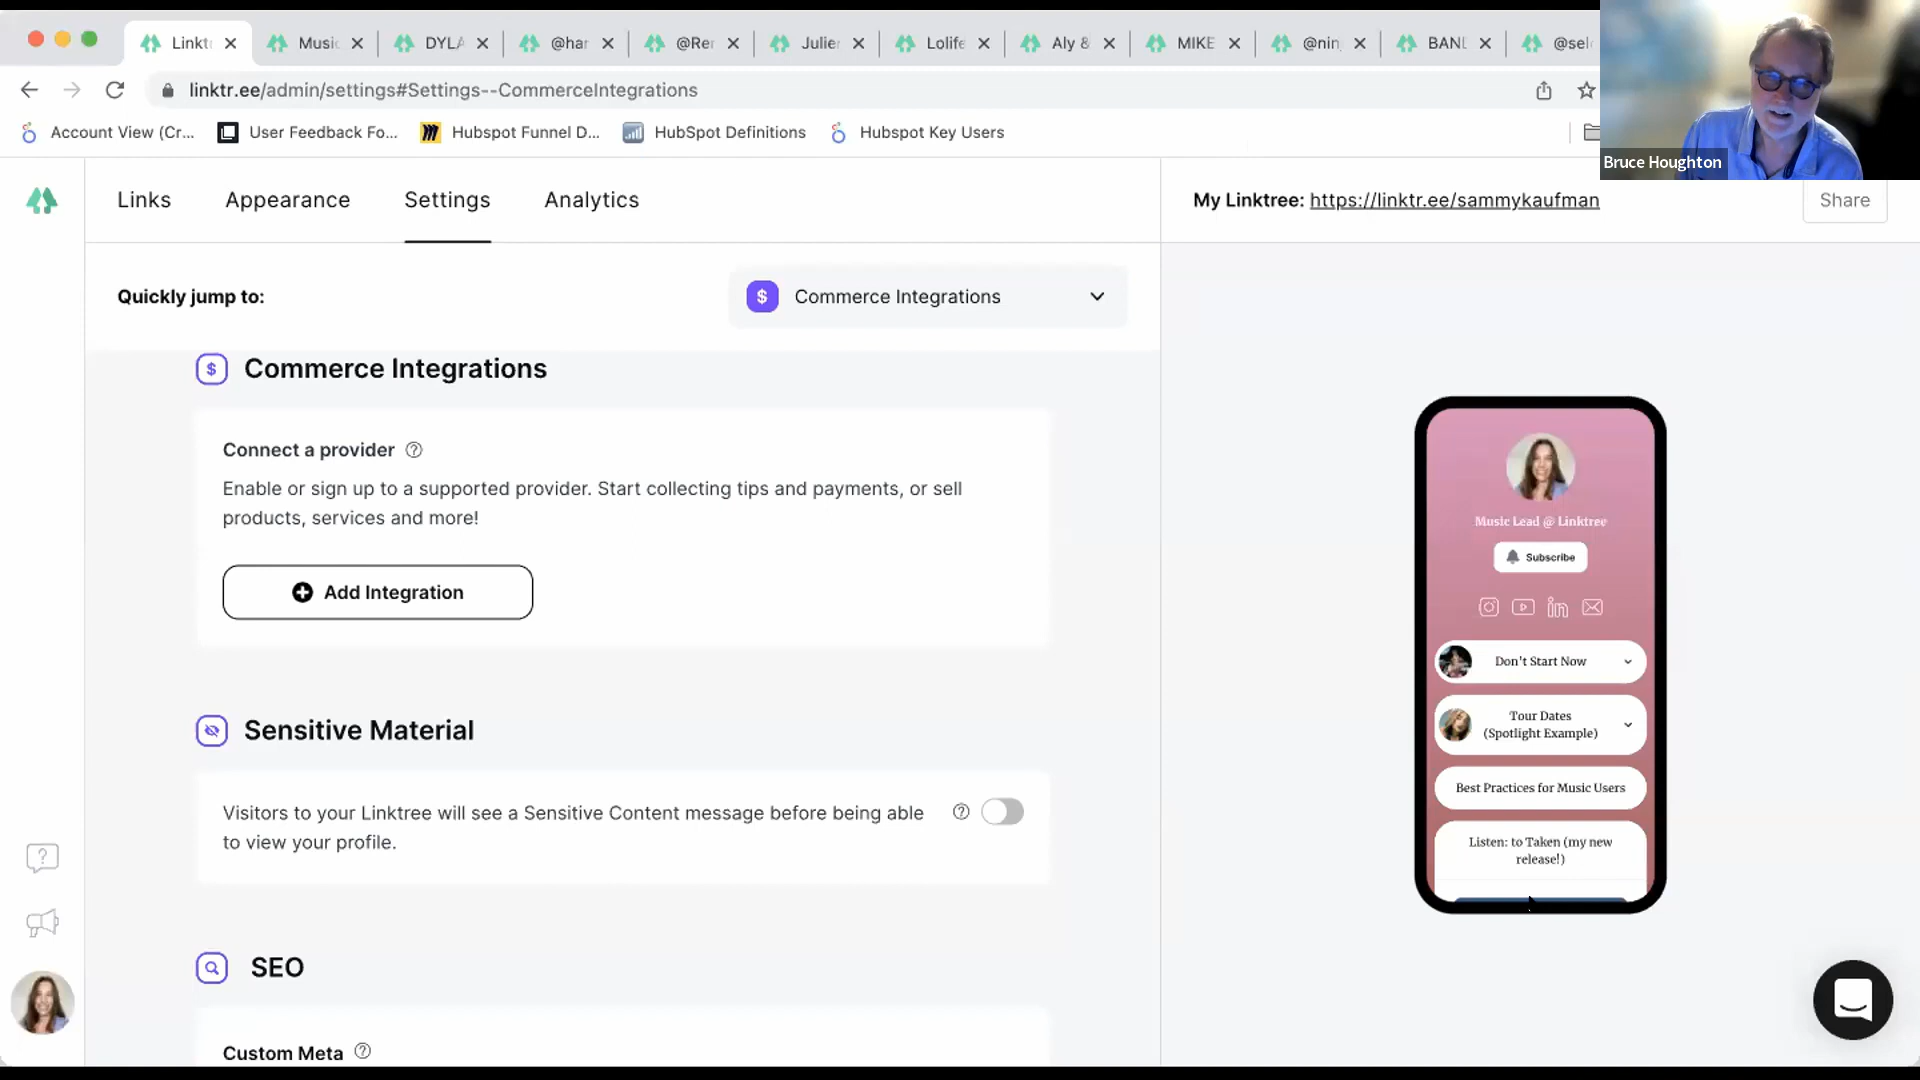 Linkt
Music
DYLA
@har
@Rer
Julier
Lolife
Aly &
MIKE
@nin
BAND
@sel
linktr.ee/admin/settings#Settings--CommerceIntegrations
Account View (Cr...
User Feedback Fo...
Hubspot Funnel D...
HubSpot Definitions
Hubspot Key Users
Bruce Houghton
Links
Appearance
Settings
Analytics
My Linktree: https://linktr.ee/sammykaufman
Share
Quickly jump to:
$ Commerce Integrations
$ Commerce Integrations
Connect a provider ?
Enable or sign up to a supported provider. Start collecting tips and payments, or sell
products, services and more!
Add Integration
Sensitive Material
Visitors to your Linktree will see a Sensitive Content message before being able ?
to view your profile.
SEO
Custom Meta ?
Music Lead @ Linktree
Subscribe
in
Don't Start Now
Tour Dates
(Spotlight Example)
Best Practices for Music Users
Listen: to Taken (my new
release!)
?